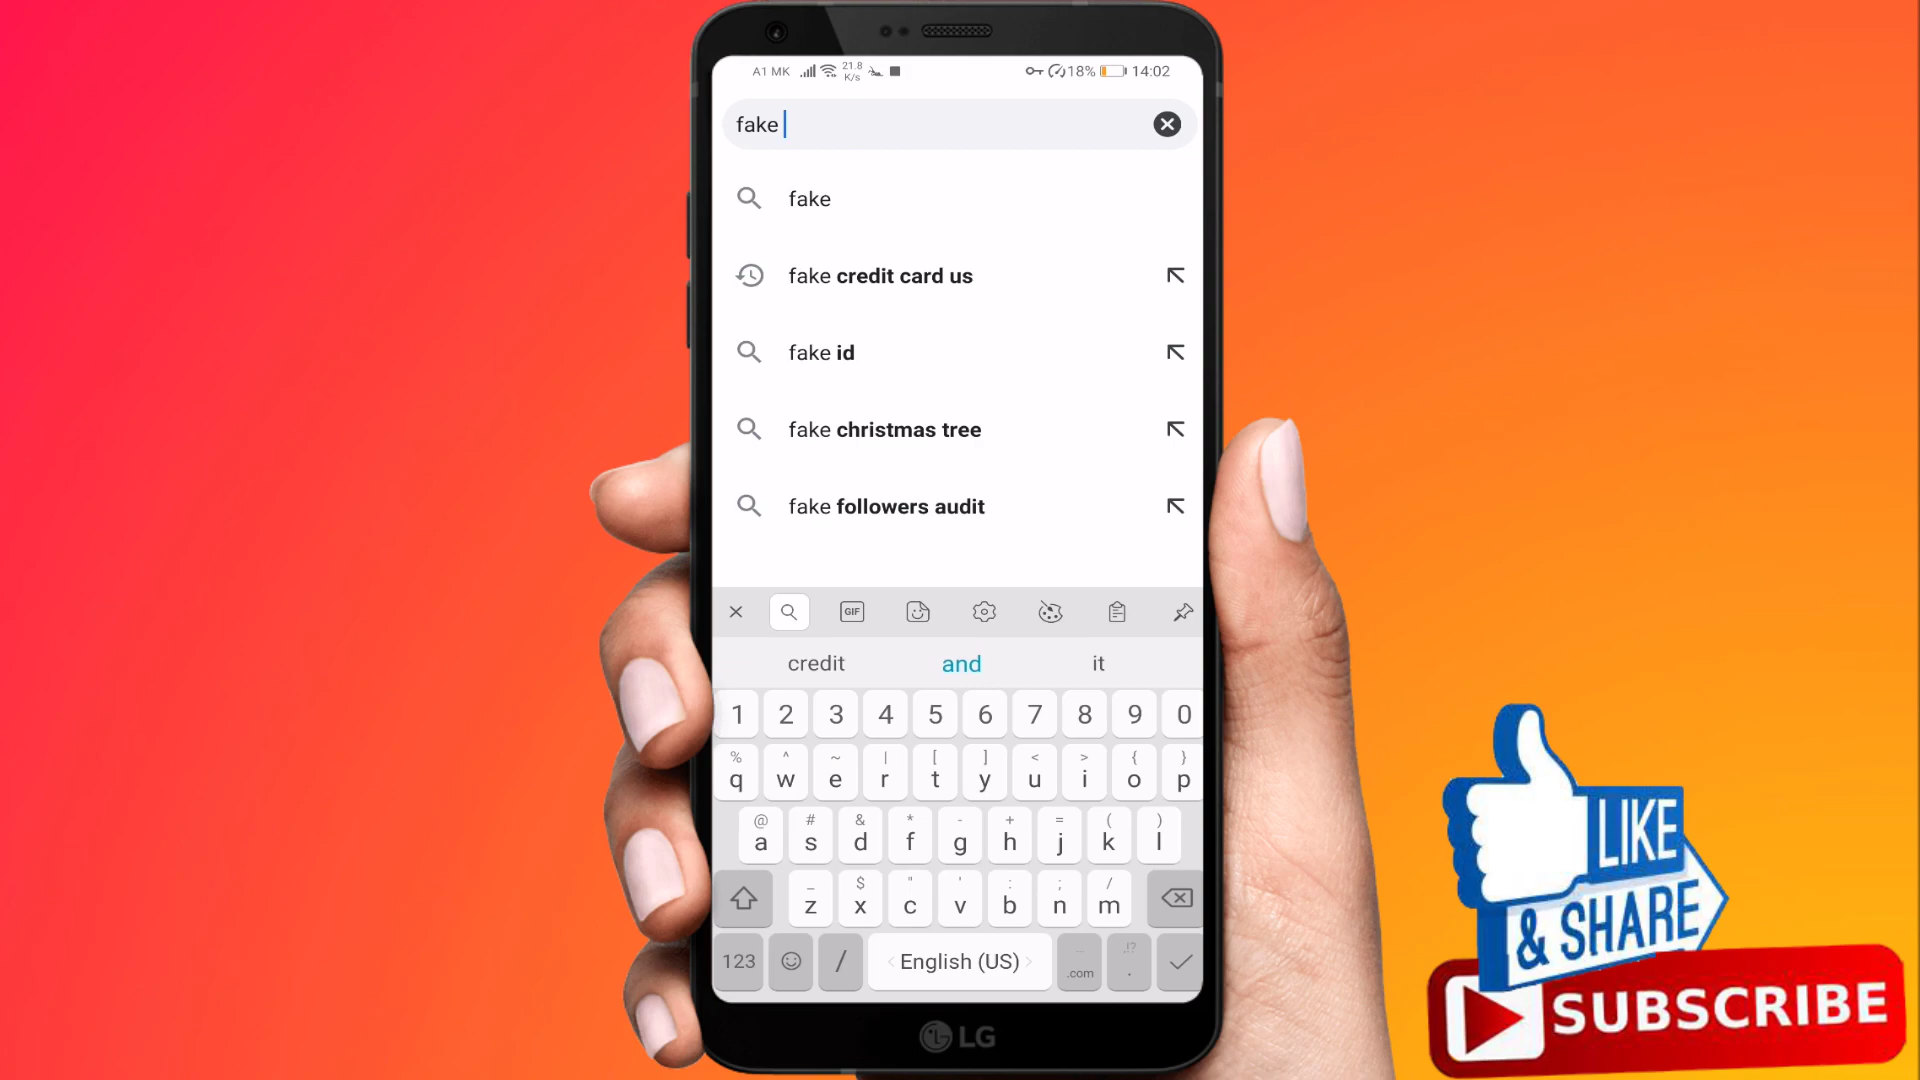 A1 MK 21.8 K/s 18% 14:02
fake
fake
fake credit card us
fake id
fake christmas tree
fake followers audit
GIF
credit and it
1 2 3 4 5 6 7 8 9 0
% ^ ~ | [ ] < > { }
q w e r t y u i o p
@ # & * - + = ( )
a s d f g h j k l
_ $ " ' : ; /
z x c v b n m
123 / English (US) .com ,!? .
LG
LIKE
& SHARE
SUBSCRIBE